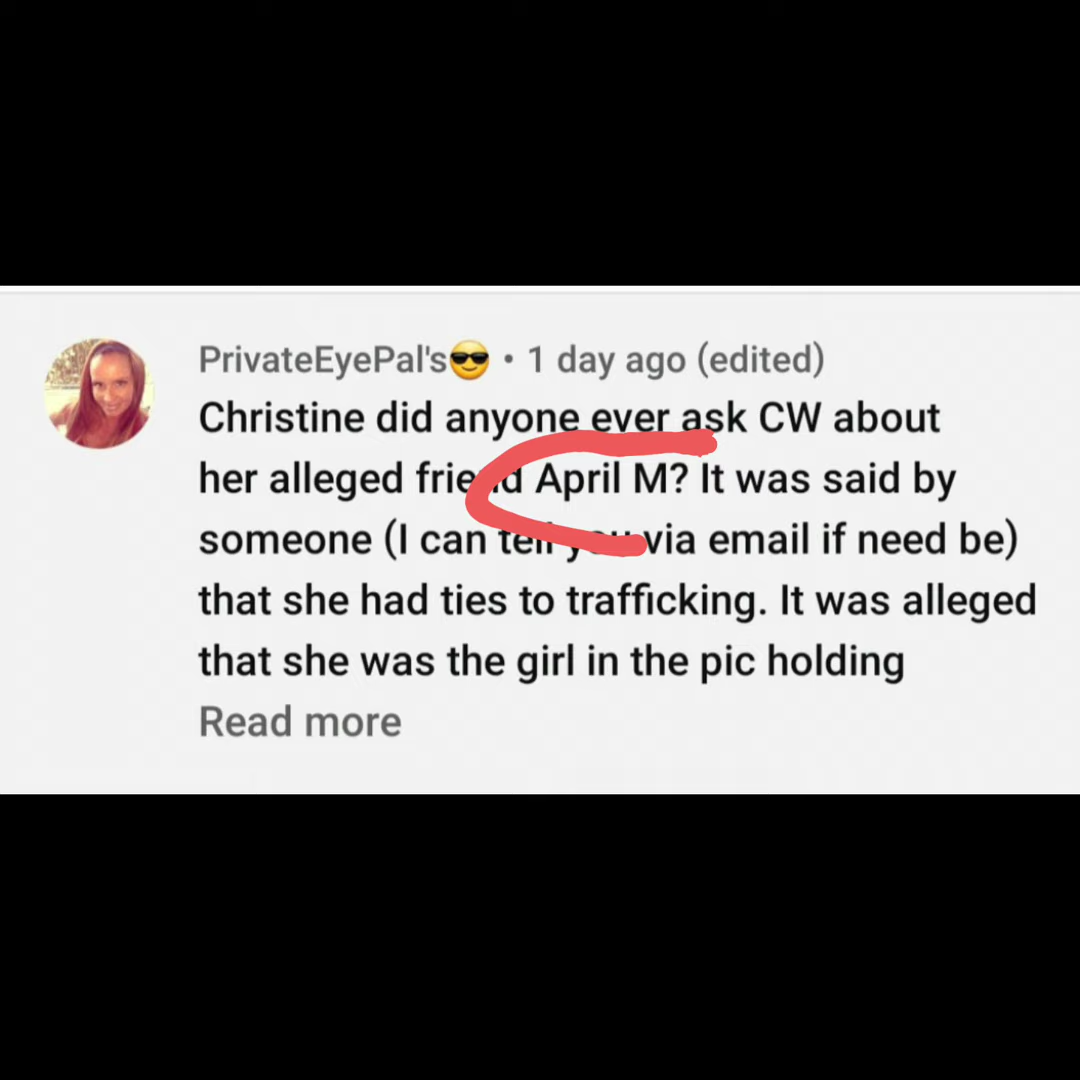 PrivateEyePal's😎 • 1 day ago (edited)
Christine did anyone ever ask CW about
her alleged friend April M? It was said by
someone (I can tell you via email if need be)
that she had ties to trafficking. It was alleged
that she was the girl in the pic holding
Read more